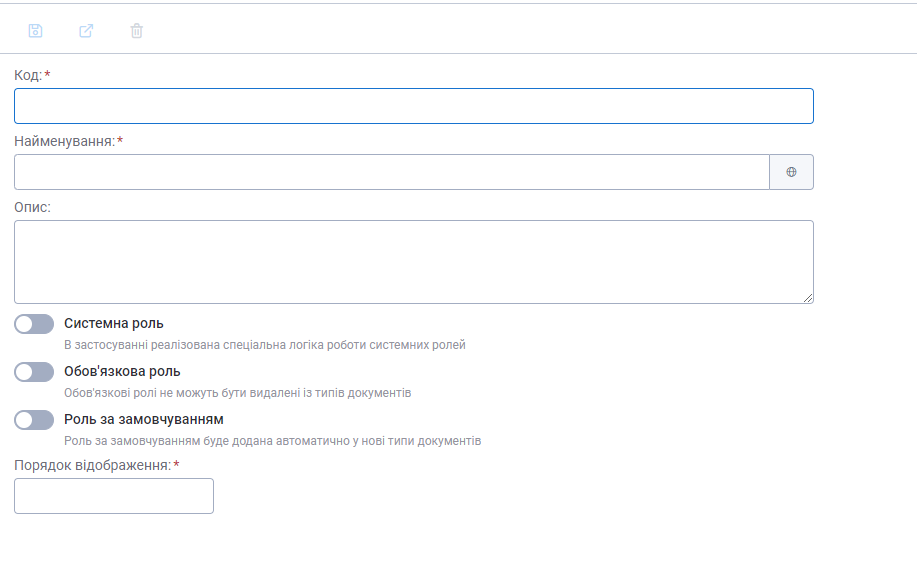 Код:*
Найменування:*
Опис:
Системна роль
В застосуванні реалізована спеціальна логіка роботи системних ролей
Обов'язкова роль
Обов'язкові ролі не можуть бути видалені із типів документів
Роль за замовчуванням
Роль за замовчуванням буде додана автоматично у нові типи документів
Порядок відображення:*